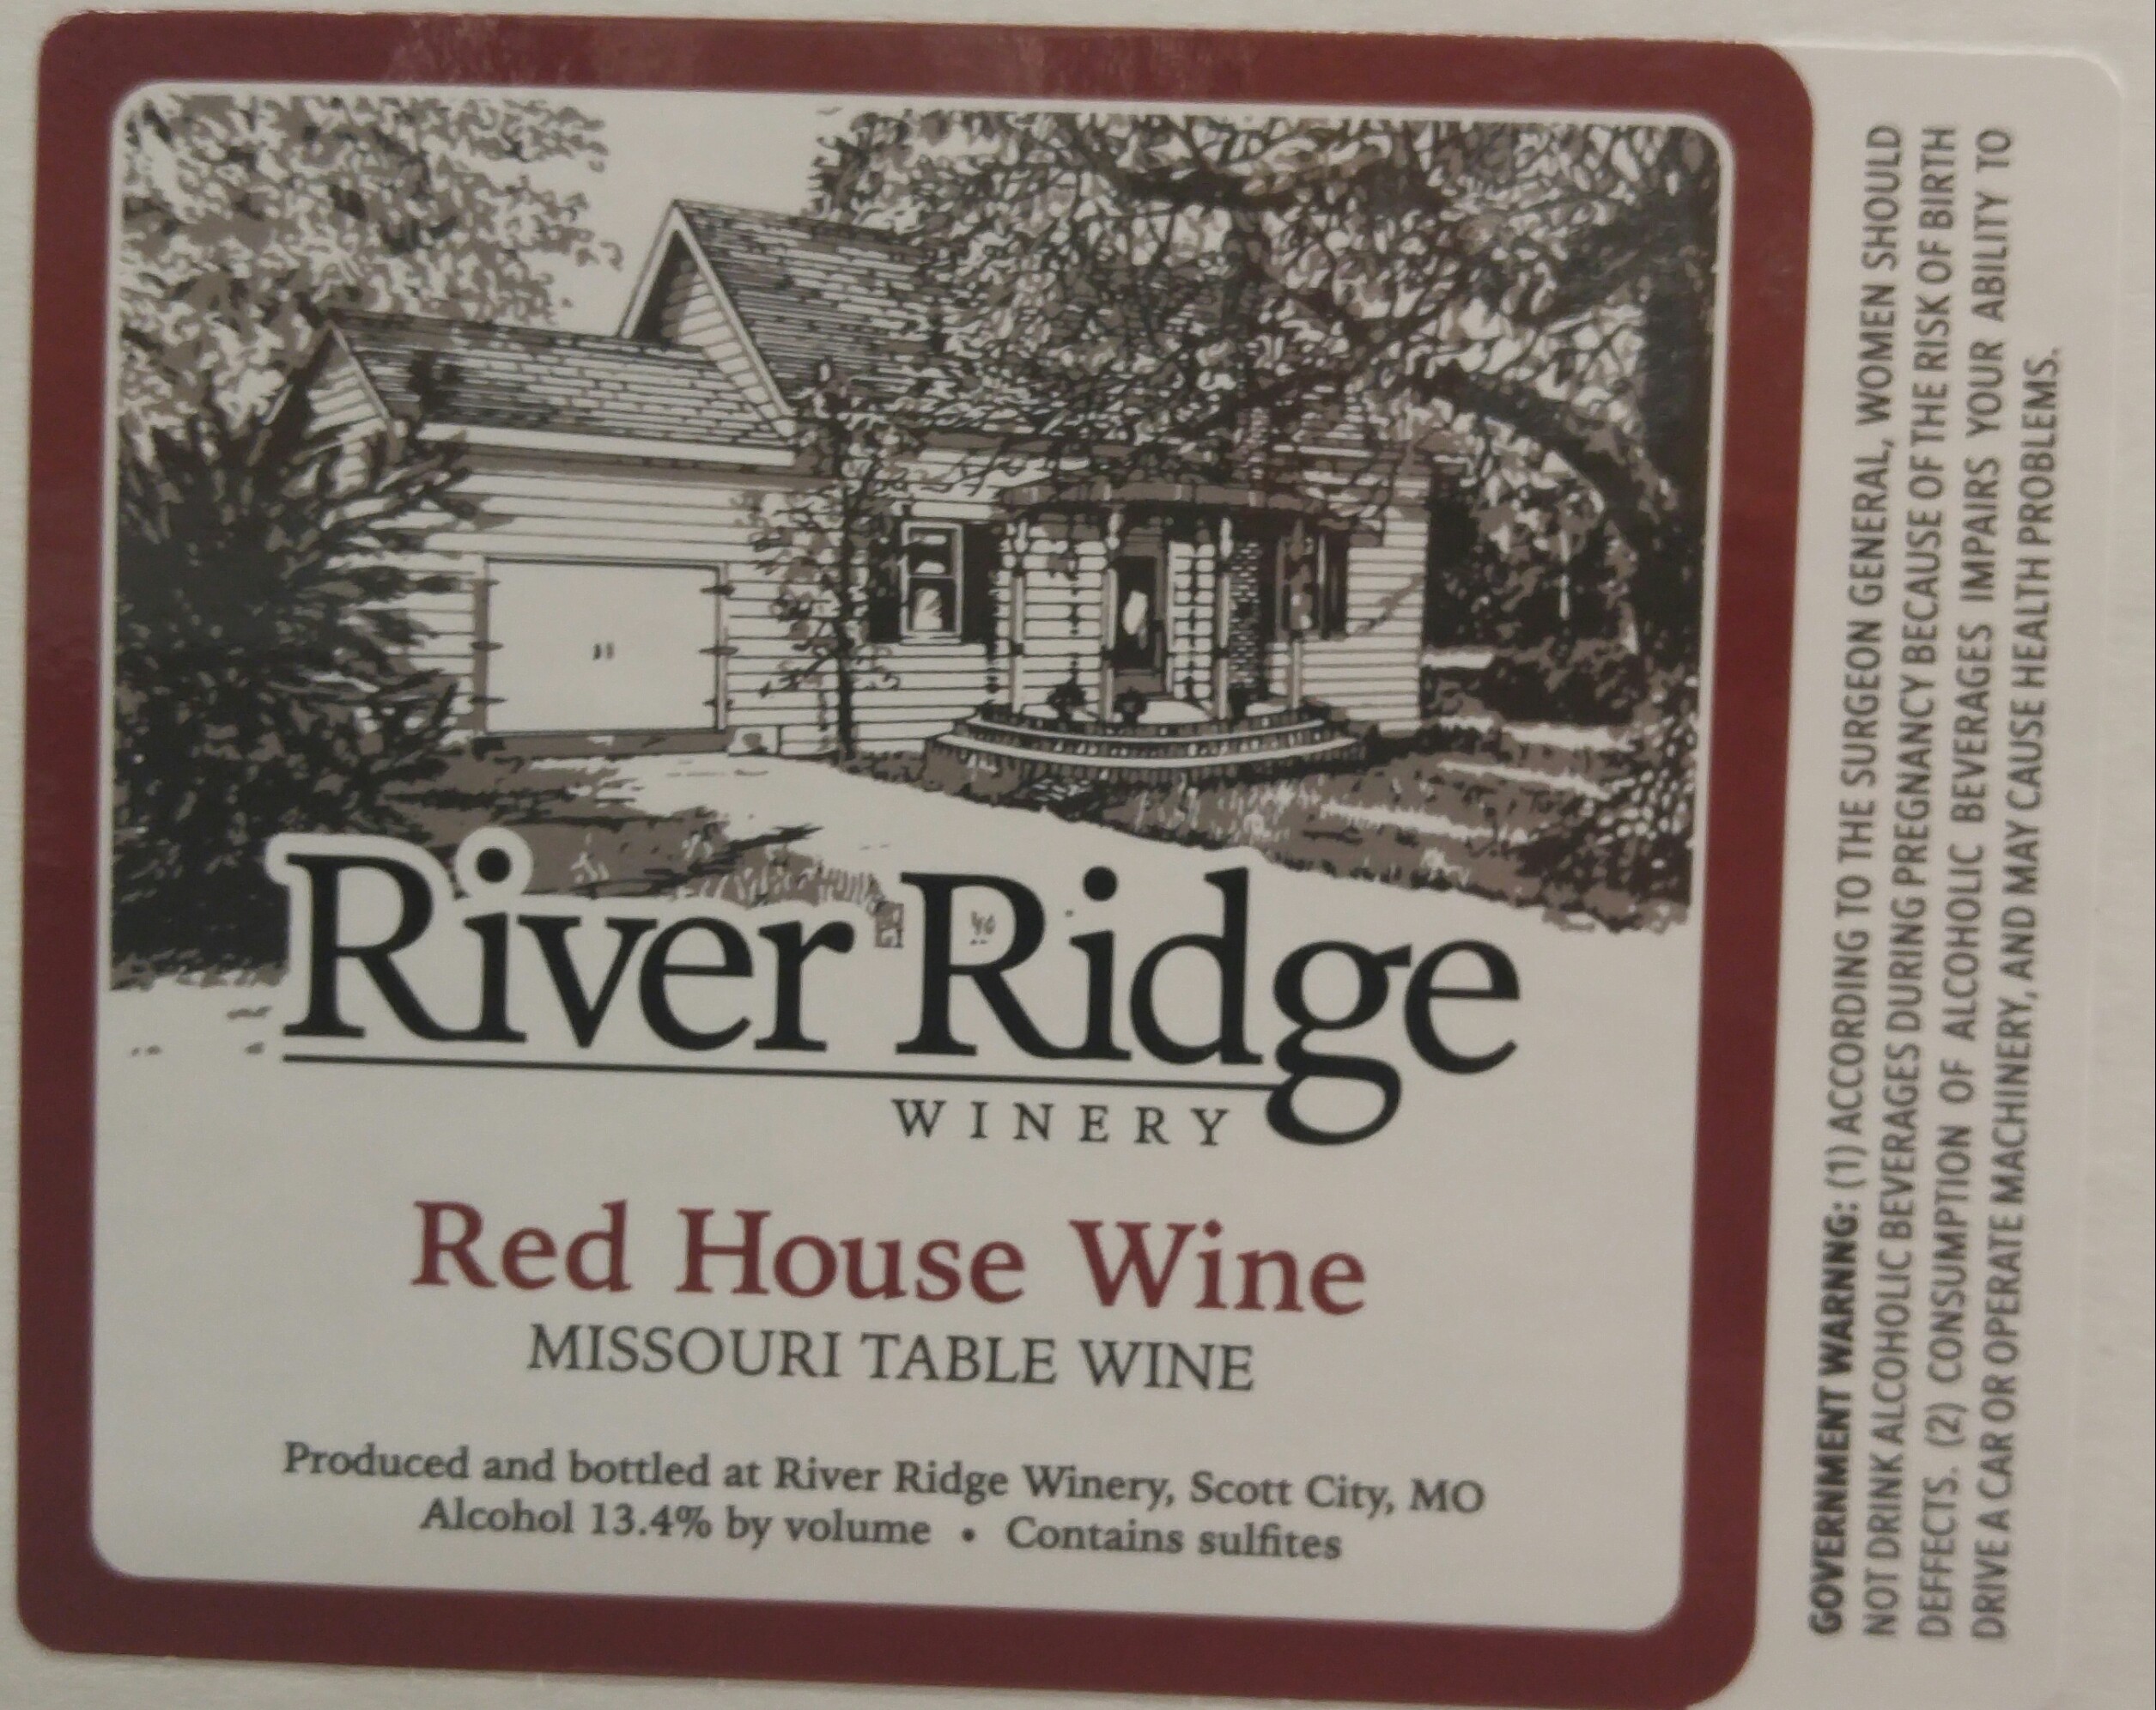 River Ridge
WINERY
Red House Wine
MISSOURI TABLE WINE
Produced and bottled at River Ridge Winery, Scott City, MO
Alcohol 13.4% by volume • Contains sulfites
GOVERNMENT WARNING: (1) ACCORDING TO THE SURGEON GENERAL, WOMEN SHOULD
NOT DRINK ALCOHOLIC BEVERAGES DURING PREGNANCY BECAUSE OF THE RISK OF BIRTH
DEFFECTS. (2) CONSUMPTION OF ALCOHOLIC BEVERAGES IMPAIRS YOUR ABILITY TO
DRIVE A CAR OR OPERATE MACHINERY, AND MAY CAUSE HEALTH PROBLEMS.